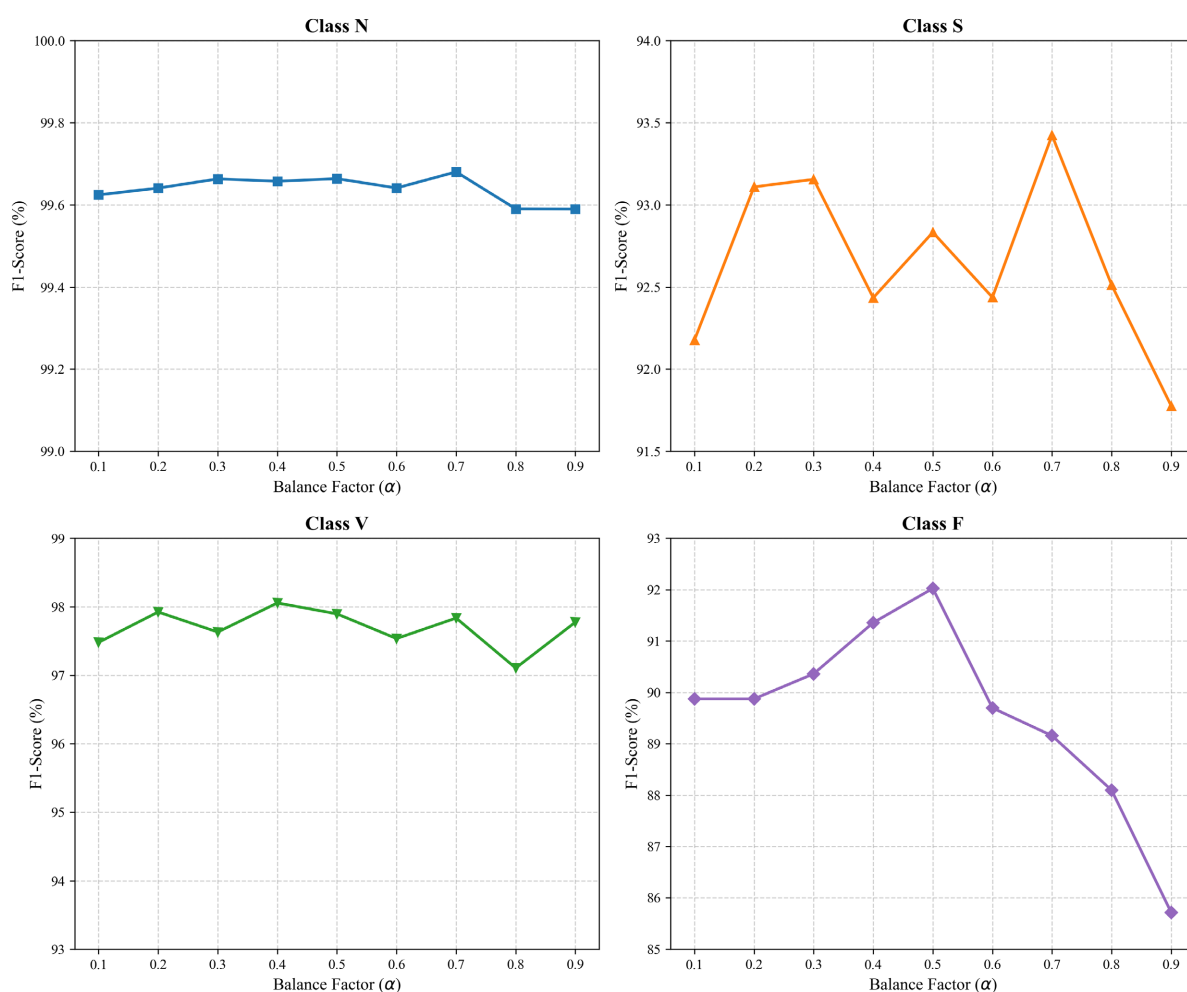 Class N
100.0
99.8
99.6
99.4
99.2
99.0
F1-Score (%)
0.1 0.2 0.3 0.4 0.5 0.6 0.7 0.8 0.9
Balance Factor (α)
Class S
94.0
93.5
93.0
92.5
92.0
91.5
F1-Score (%)
0.1 0.2 0.3 0.4 0.5 0.6 0.7 0.8 0.9
Balance Factor (α)
Class V
99
98
97
96
95
94
93
F1-Score (%)
0.1 0.2 0.3 0.4 0.5 0.6 0.7 0.8 0.9
Balance Factor (α)
Class F
93
92
91
90
89
88
87
86
85
F1-Score (%)
0.1 0.2 0.3 0.4 0.5 0.6 0.7 0.8 0.9
Balance Factor (α)